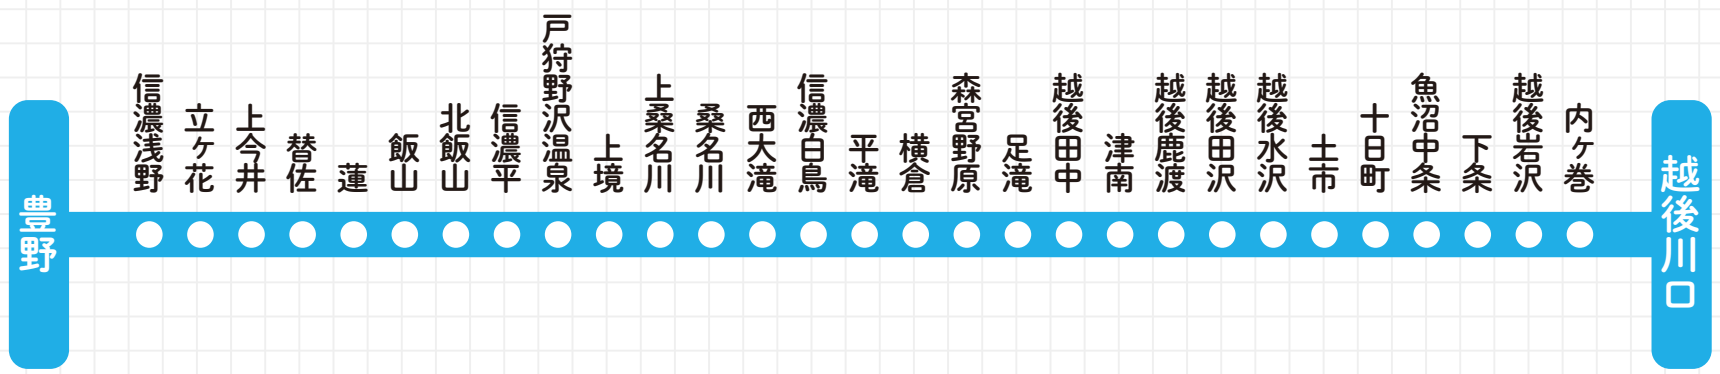 豊野
信濃浅野
立ケ花
上今井
替佐
蓮
飯山
北飯山
信濃平
戸狩野沢温泉
上境
上桑名川
桑名川
西大滝
信濃白鳥
平滝
横倉
森宮野原
足滝
越後田中
津南
越後鹿渡
越後田沢
越後水沢
土市
十日町
魚沼中条
下条
越後岩沢
内ケ巻
越後川口